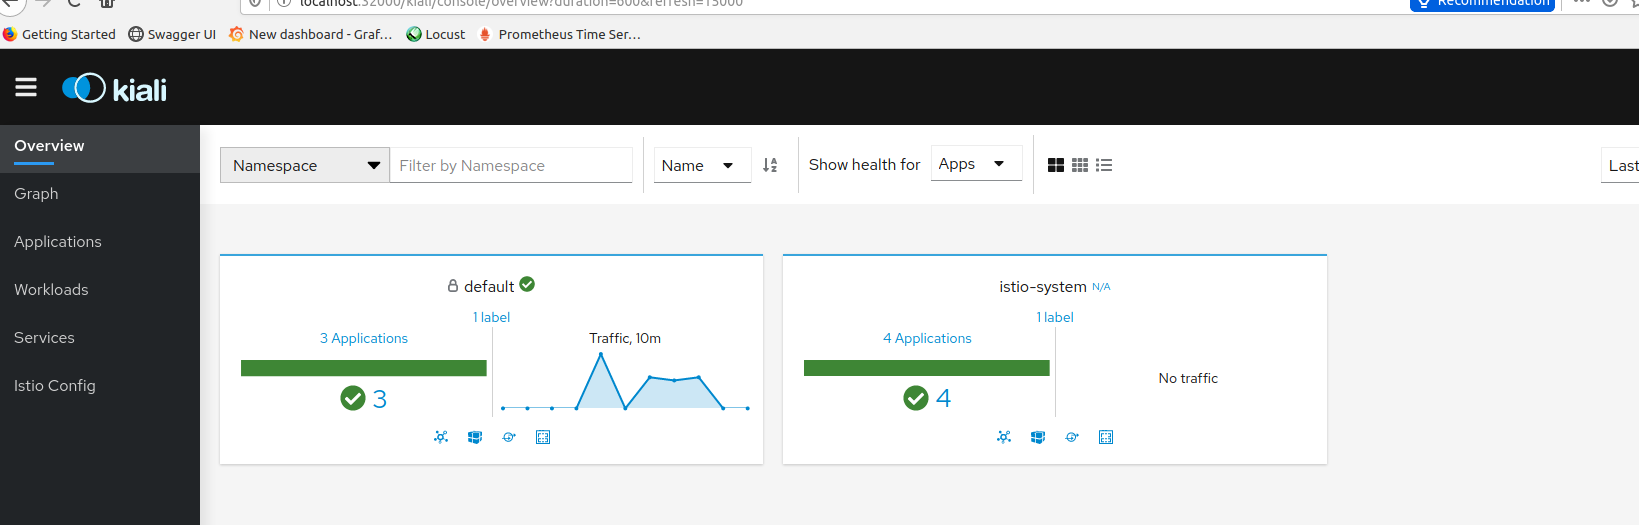 localhost:32000/kiali/console/overview?duration=600&refresh=15000
Recommendation
Getting Started Swagger UI New dashboard - Graf... Locust Prometheus Time Ser...
kiali
Overview
Graph
Applications
Workloads
Services
Istio Config
Namespace Filter by Namespace Name Show health for Apps Last
default
1 label
3 Applications
Traffic, 10m
3
istio-system N/A
1 label
4 Applications
No traffic
4